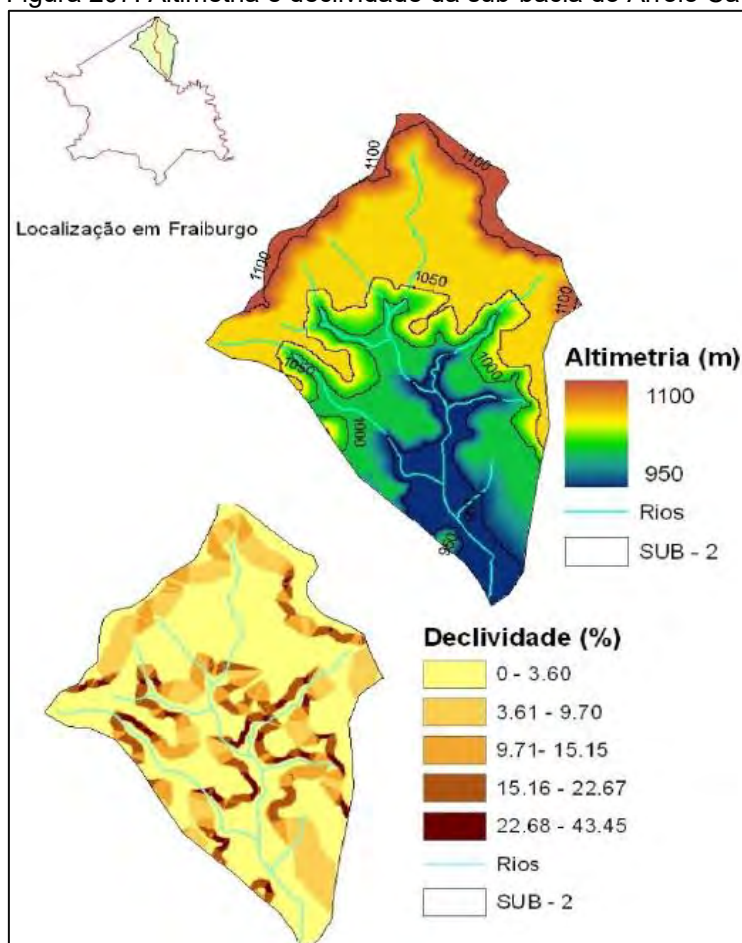 Localização em Fraiburgo
1100
1100
1100
1100
1050
1000
1050
1000
950
Altimetria (m)
1100
950
Rios
SUB - 2
Declividade (%)
0 - 3.60
3.61 - 9.70
9.71- 15.15
15.16 - 22.67
22.68 - 43.45
Rios
SUB - 2